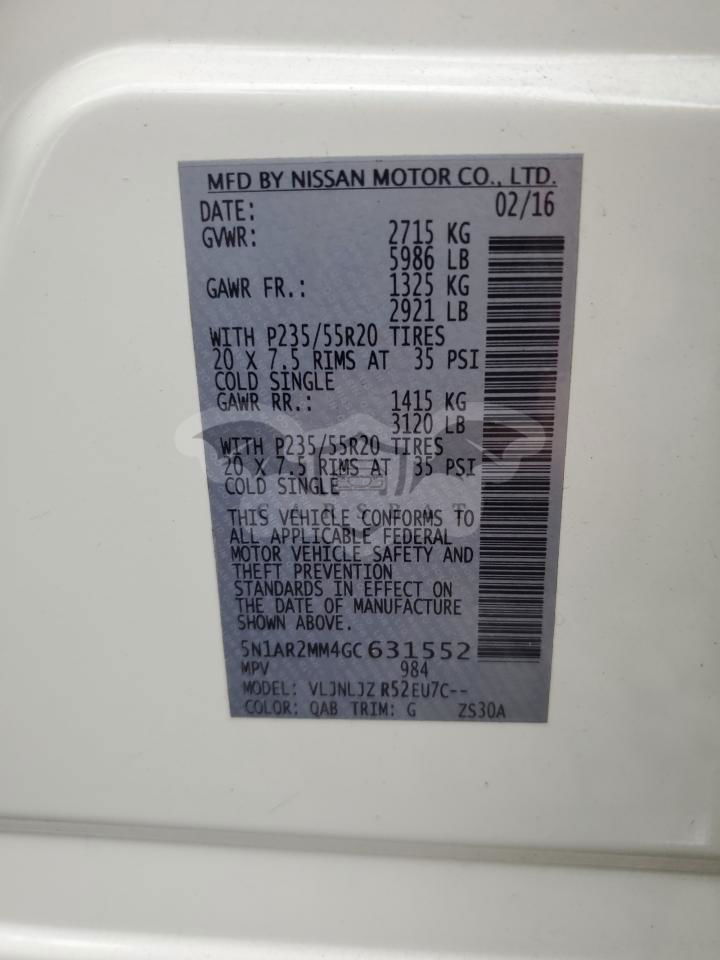 MFD BY NISSAN MOTOR CO., LTD.
DATE: 02/16
GVWR: 2715 KG
5986 LB
GAWR FR.: 1325 KG
2921 LB
WITH P235/55R20 TIRES
20 X 7.5 RIMS AT 35 PSI
COLD SINGLE
GAWR RR.: 1415 KG
3120 LB
WITH P235/55R20 TIRES
20 X 7.5 RIMS AT 35 PSI
COLD SINGLE
CARSBAT
THIS VEHICLE CONFORMS TO
ALL APPLICABLE FEDERAL
MOTOR VEHICLE SAFETY AND
THEFT PREVENTION
STANDARDS IN EFFECT ON
THE DATE OF MANUFACTURE
SHOWN ABOVE.
5N1AR2MM4GC631552
MPV 984
MODEL: VLJNLJZ R52EU7C--
COLOR: QAB TRIM: G ZS30A